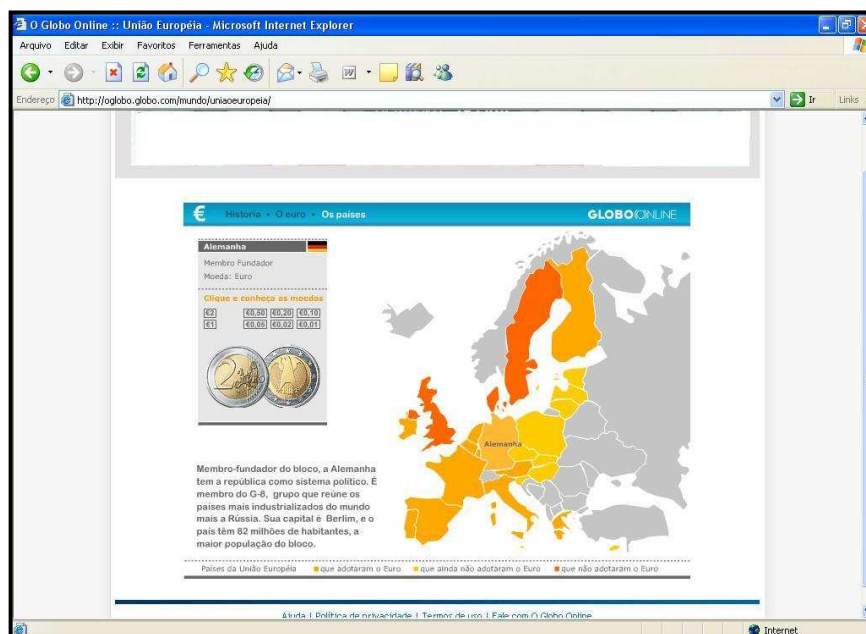 O Globo Online :: União Européia - Microsoft Internet Explorer
Arquivo Editar Exibir Favoritos Ferramentas Ajuda
Endereço http://oglobo.globo.com/mundo/uniaoeuropeia/ Ir Links
€ Historia • O euro • Os países GLOBO ONLINE
Alemanha
Membro Fundador
Moeda: Euro
Clique e conheça as moedas
€2 €0,50 €0,20 €0,10
€1 €0,05 €0,02 €0,01
2
Alemanha
Membro-fundador do bloco, a Alemanha
tem a república como sistema político. É
membro do G-8, grupo que reúne os
países mais industrializados do mundo
mais a Rússia. Sua capital é Berlim, e o
país têm 82 milhões de habitantes, a
maior população do bloco.
Países da União Européia que adotaram o Euro que ainda não adotaram o Euro que não adotaram o Euro
Ajuda | Política de privacidade | Termos de uso | Fale com O Globo Online
Internet